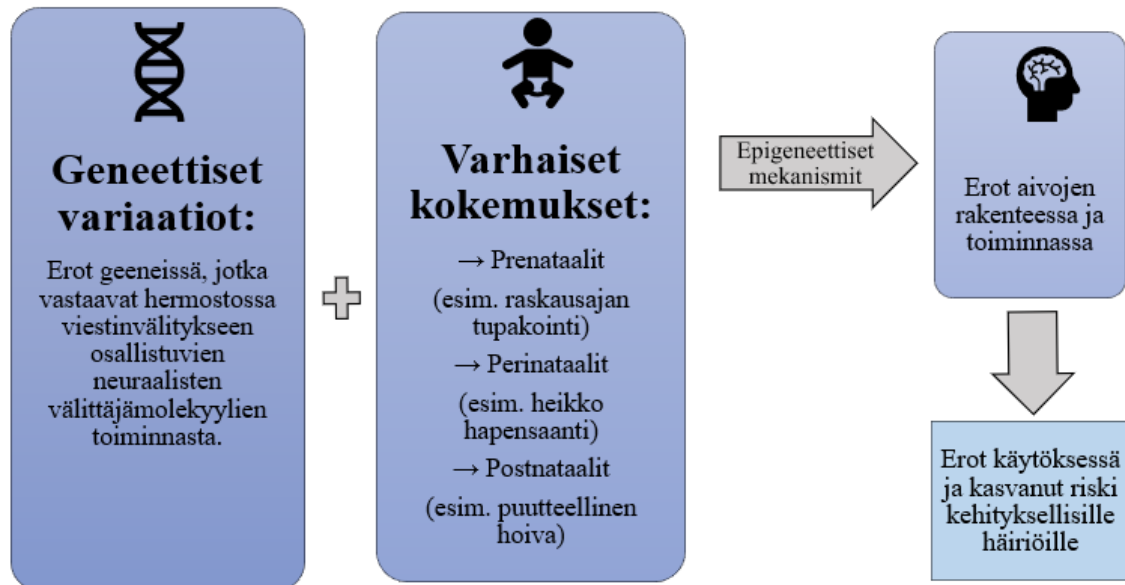 Geneettiset
variaatiot:
Erot geeneissä, jotka
vastaavat hermostossa
viestinvälitykseen
osallistuvien
neuraalisten
välittäjämolekyylien
toiminnasta.
Varhaiset
kokemukset:
→ Prenataalit
(esim. raskausajan
tupakointi)
→ Perinataalit
(esim. heikko
hapensaanti)
→ Postnataalit
(esim. puutteellinen
hoiva)
Epigeneettiset
mekanismit
Erot aivojen
rakenteessa ja
toiminnassa
Erot käytöksessä
ja kasvanut riski
kehityksellisille
häiriöille